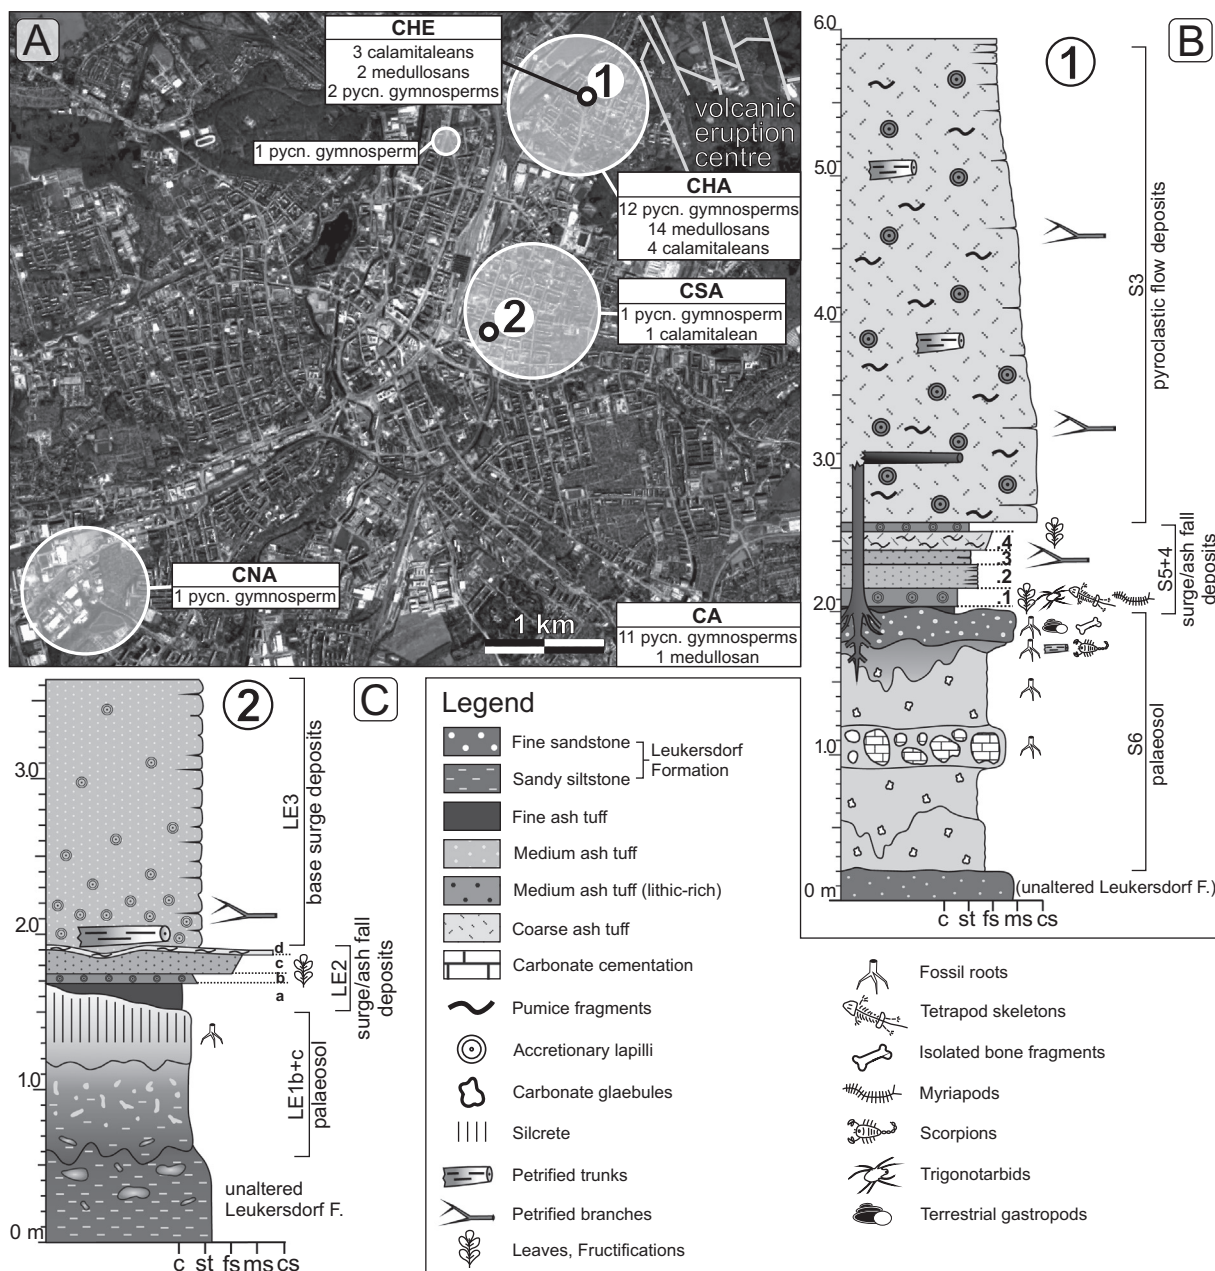 A
CHE
3 calamitaleans
2 medullosans
2 pycn. gymnosperms
1 pycn. gymnosperm
1
volcanic
eruption
centre
CHA
12 pycn. gymnosperms
14 medullosans
4 calamitaleans
CSA
1 pycn. gymnosperm
1 calamitalean
2
CNA
1 pycn. gymnosperm
1 km
CA
11 pycn. gymnosperms
1 medullosan
B
1
6.0
5.0
4.0
3.0
2.0
1.0
0 m
S3
pyroclastic flow deposits
S5+4
surge/ash fall
deposits
.4
.3
.2
.1
S6
palaeosol
(unaltered Leukersdorf F.)
c st fs ms cs
C
2
3.0
2.0
1.0
0 m
LE3
base surge deposits
d
c
b
a
LE2
surge/ash fall
deposits
LE1b+c
palaeosol
unaltered
Leukersdorf F.
c st fs ms cs
Legend
Fine sandstone
Sandy siltstone
Leukersdorf
Formation
Fine ash tuff
Medium ash tuff
Medium ash tuff (lithic-rich)
Coarse ash tuff
Carbonate cementation
Pumice fragments
Accretionary lapilli
Carbonate glaebules
Silcrete
Petrified trunks
Petrified branches
Leaves, Fructifications
Fossil roots
Tetrapod skeletons
Isolated bone fragments
Myriapods
Scorpions
Trigonotarbids
Terrestrial gastropods